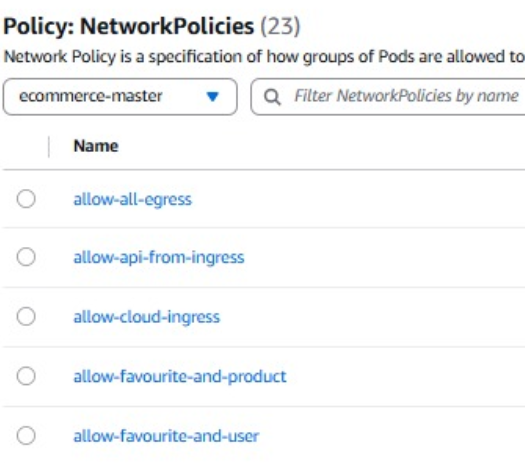 Policy: NetworkPolicies (23)
Network Policy is a specification of how groups of Pods are allowed to
ecommerce-master
Filter NetworkPolicies by name
Name
allow-all-egress
allow-api-from-ingress
allow-cloud-ingress
allow-favourite-and-product
allow-favourite-and-user